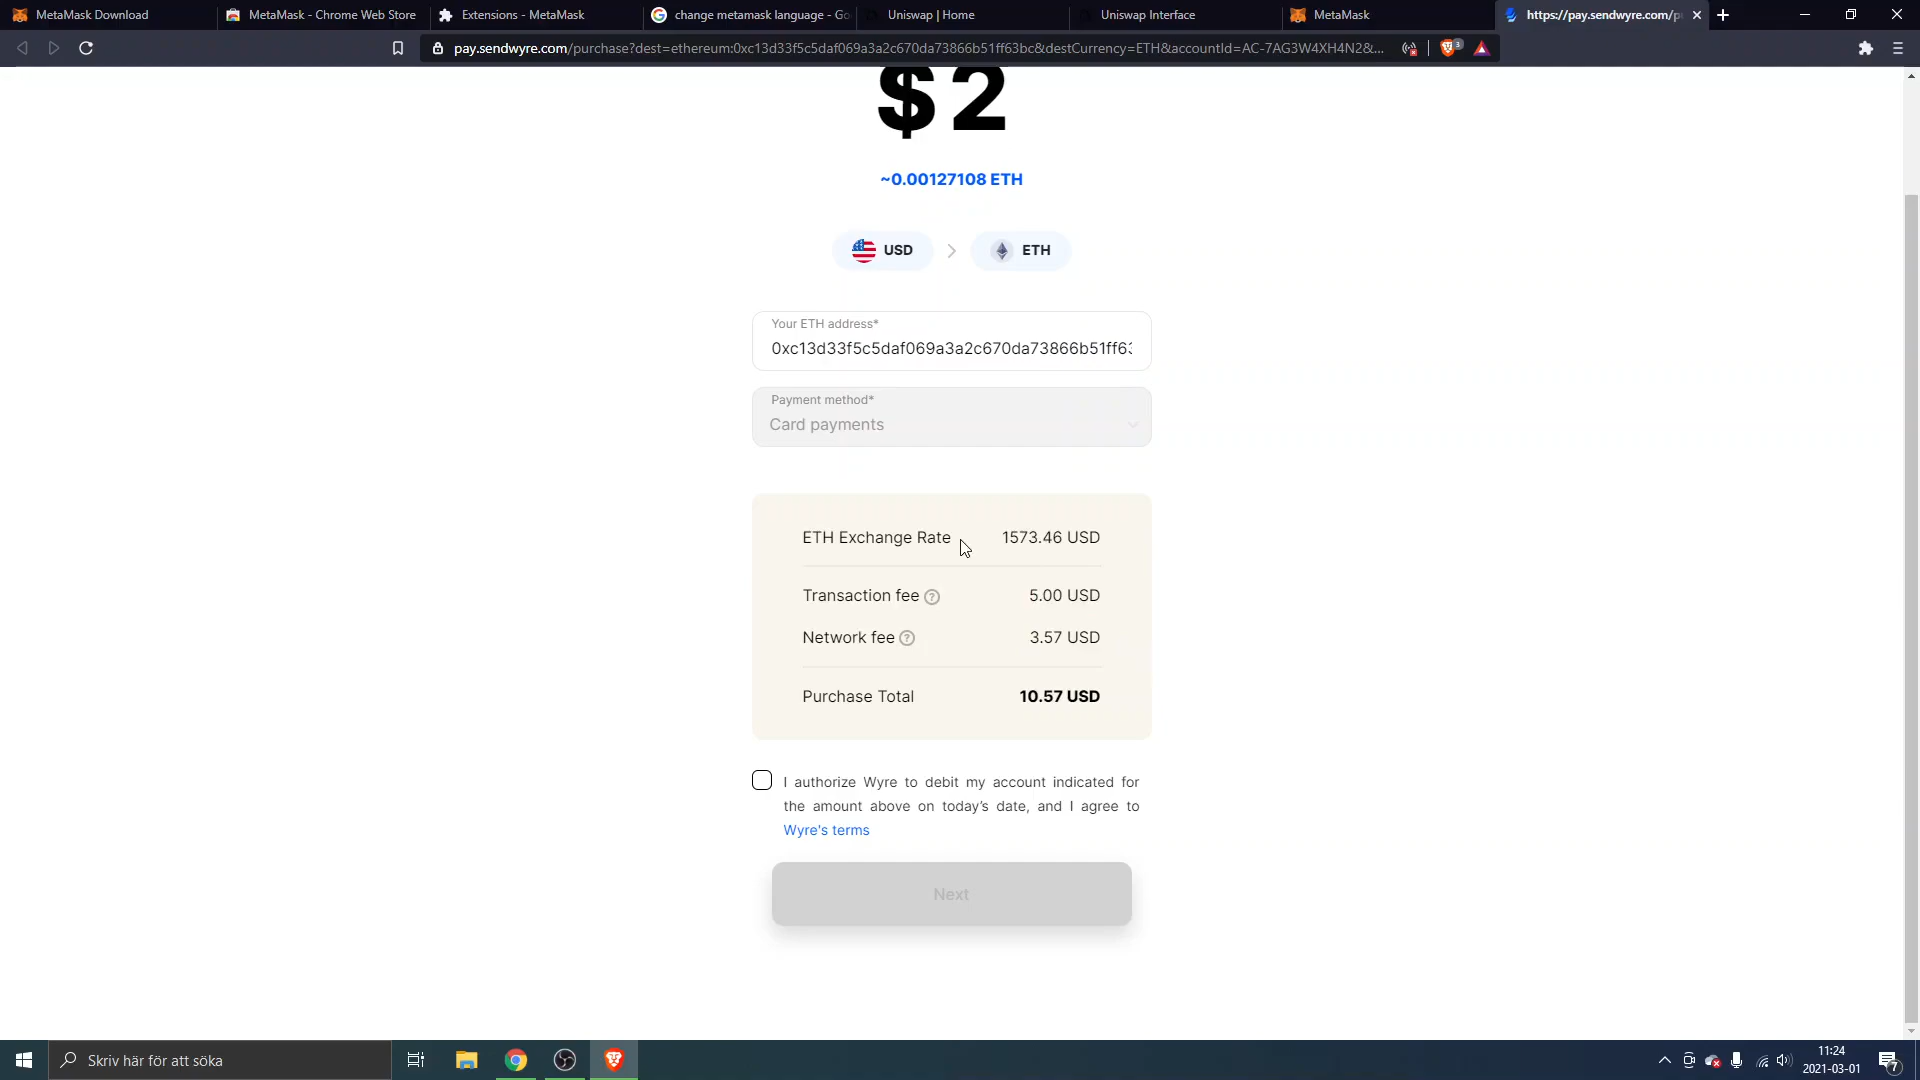 MetaMask Download
MetaMask - Chrome Web Store
Extensions - MetaMask
change metamask language - Go
Uniswap | Home
Uniswap Interface
MetaMask
https://pay.sendwyre.com/p
pay.sendwyre.com/purchase?dest=ethereum:0xc13d33f5c5daf069a3a2c670da73866b51ff63bc&destCurrency=ETH&accountId=AC-7AG3W4XH4N2&...
3
$2
~0.00127108 ETH
USD
ETH
Your ETH address*
0xc13d33f5c5daf069a3a2c670da73866b51ff63
Payment method*
Card payments
ETH Exchange Rate 1573.46 USD
Transaction fee ? 5.00 USD
Network fee ? 3.57 USD
Purchase Total 10.57 USD
I authorize Wyre to debit my account indicated for
the amount above on today's date, and I agree to
Wyre's terms
Next
Skriv här för att söka
11:24
2021-03-01
7